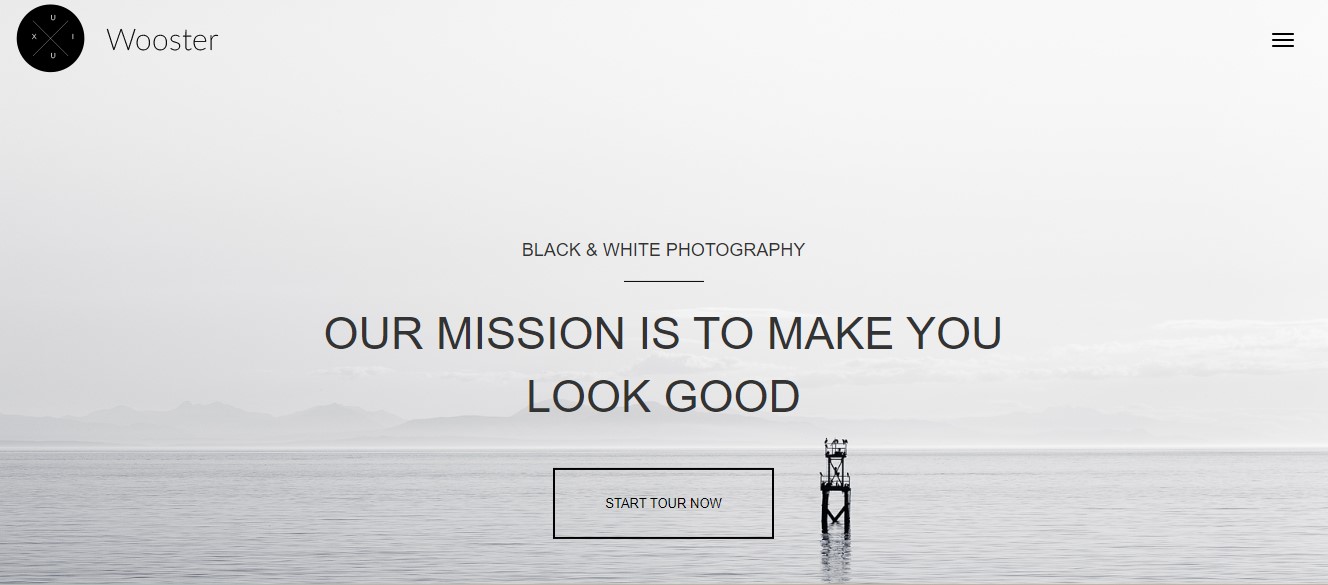 U
X I
U
Wooster
BLACK & WHITE PHOTOGRAPHY
OUR MISSION IS TO MAKE YOU
LOOK GOOD
START TOUR NOW